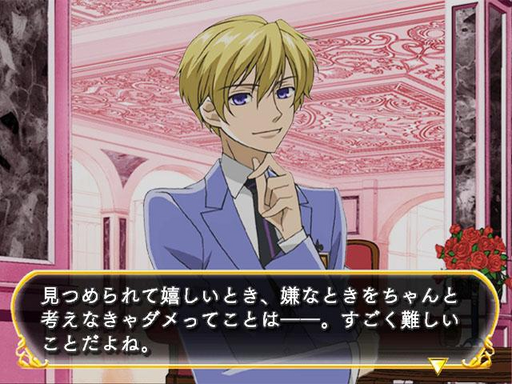 見つめられて嬉しいとき、嫌なときをちゃんと
考えなきゃダメってことは――。すごく難しい
ことだよね。